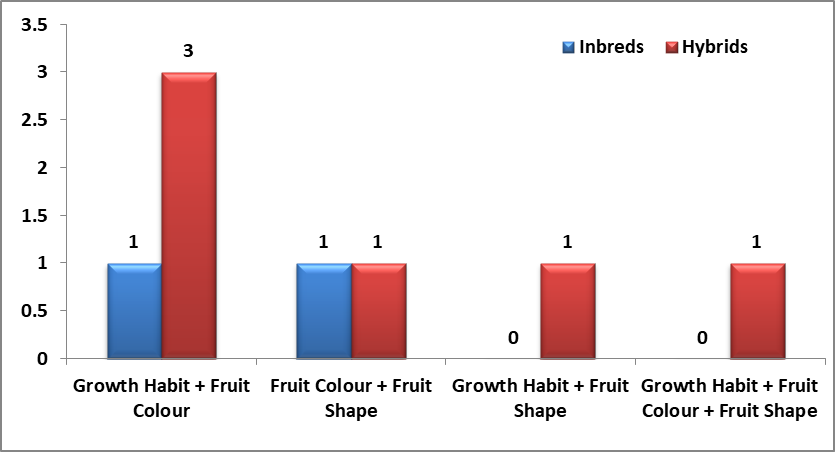 3.5
3
2.5
2
1.5
1
0.5
0
Inbreds
Hybrids
1
3
1
1
0
1
0
1
Growth Habit + Fruit
Colour
Fruit Colour + Fruit
Shape
Growth Habit + Fruit
Shape
Growth Habit + Fruit
Colour + Fruit Shape